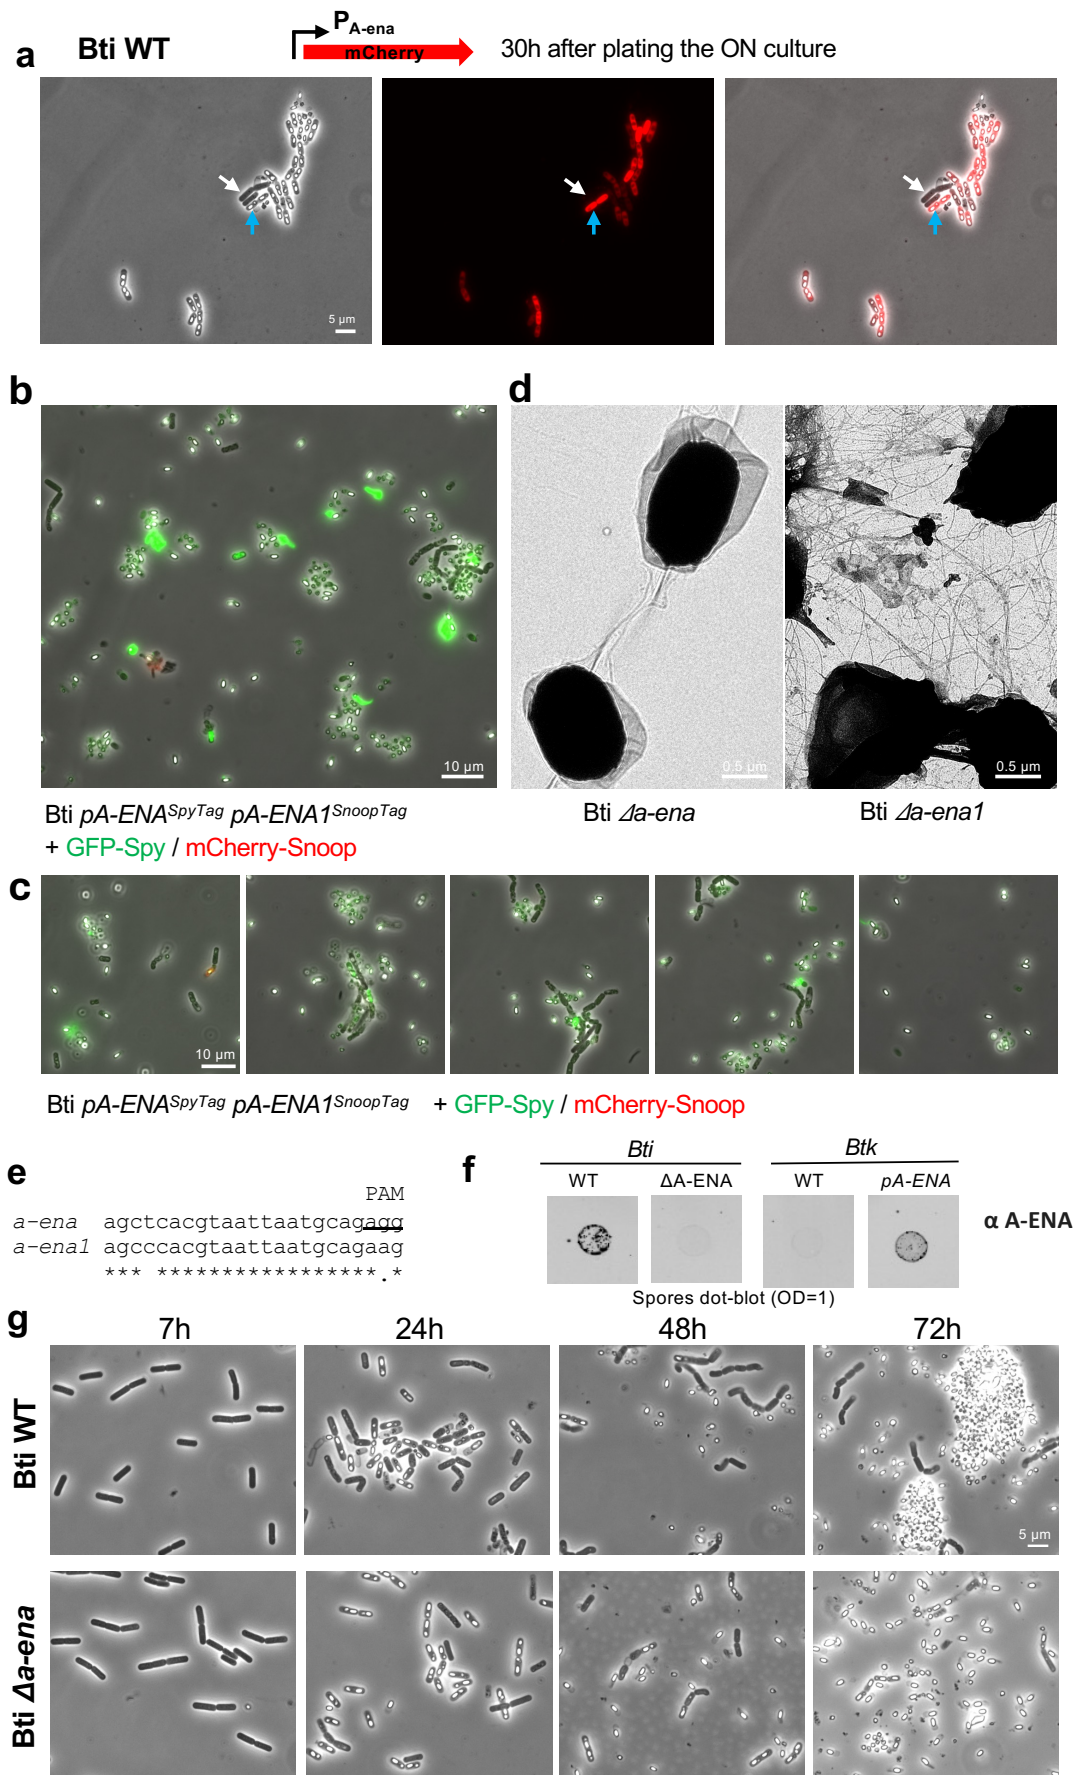 a
Bti WT
PA-ena
mCherry
30h after plating the ON culture
5 µm
b
10 µm
Bti pA-ENASpyTag pA-ENA1SnoopTag
+ GFP-Spy / mCherry-Snoop
d
0.5 µm
0.5 µm
Bti Δa-ena
Bti Δa-ena1
c
10 µm
Bti pA-ENASpyTag pA-ENA1SnoopTag + GFP-Spy / mCherry-Snoop
e
PAM
a-ena agctcacgtaattaatgcagagg
a-ena1 agcccacgtaattaatgcagaag
*** *****************.*
f
Bti
Btk
WT
ΔA-ENA
WT
pA-ENA
α A-ENA
Spores dot-blot (OD=1)
g
7h
24h
48h
72h
Bti WT
5 µm
Bti Δa-ena